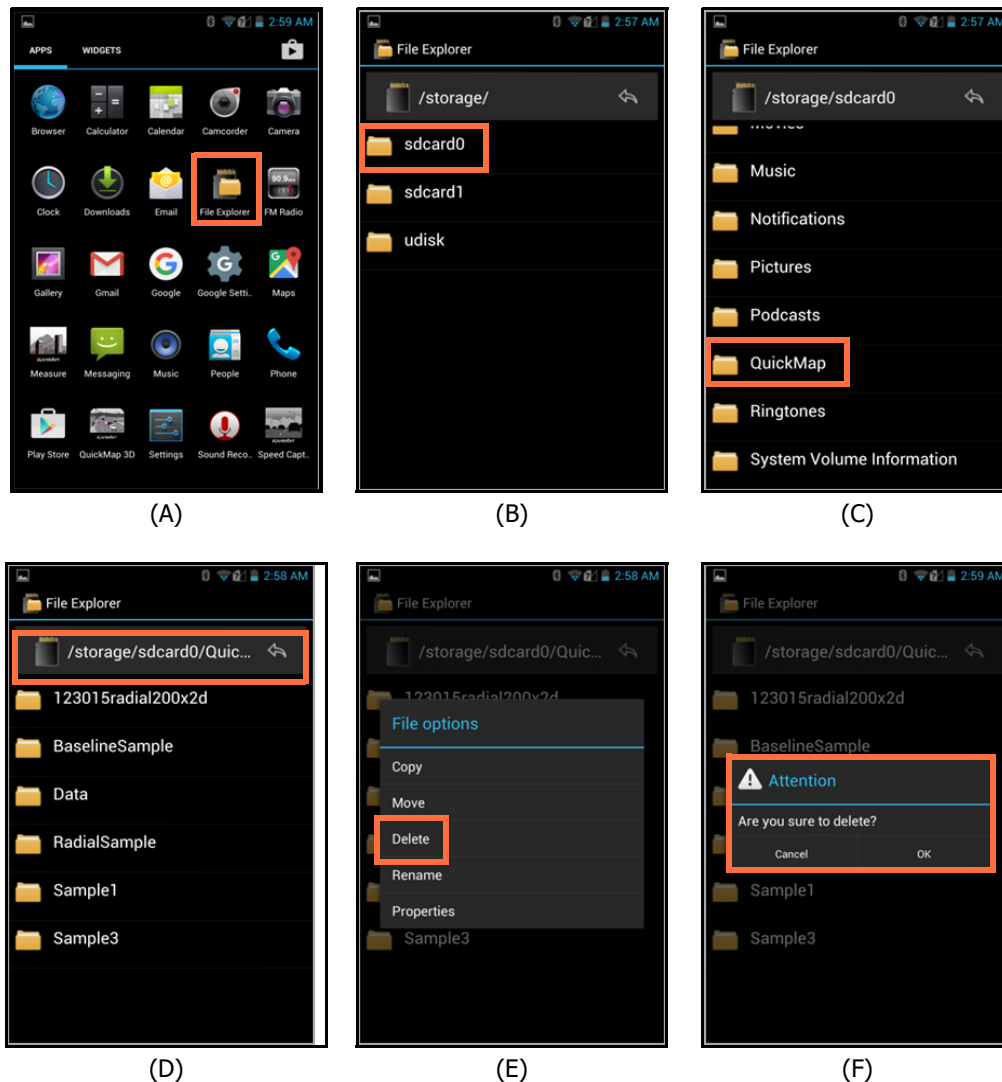 2:59 AM
APPS WIDGETS
Browser Calculator Calendar Camcorder Camera
90.9
Clock Downloads Email File Explorer FM Radio
Gallery Gmail Google Google Setti.. Maps
Measure Messaging Music People Phone
Play Store QuickMap 3D Settings Sound Reco.. Speed Capt..
(A)
2:57 AM
File Explorer
/storage/
sdcard0
sdcard1
udisk
(B)
2:57 AM
File Explorer
/storage/sdcard0
Movies
Music
Notifications
Pictures
Podcasts
QuickMap
Ringtones
System Volume Information
(C)
2:58 AM
File Explorer
/storage/sdcard0/Quic...
123015radial200x2d
BaselineSample
Data
RadialSample
Sample1
Sample3
(D)
2:58 AM
File Explorer
/storage/sdcard0/Quic...
123015radial200x2d
File options
Copy
Move
Delete
Rename
Properties
Sample3
(E)
2:59 AM
File Explorer
/storage/sdcard0/Quic...
123015radial200x2d
BaselineSample
Attention
Are you sure to delete?
Cancel OK
Sample1
Sample3
(F)